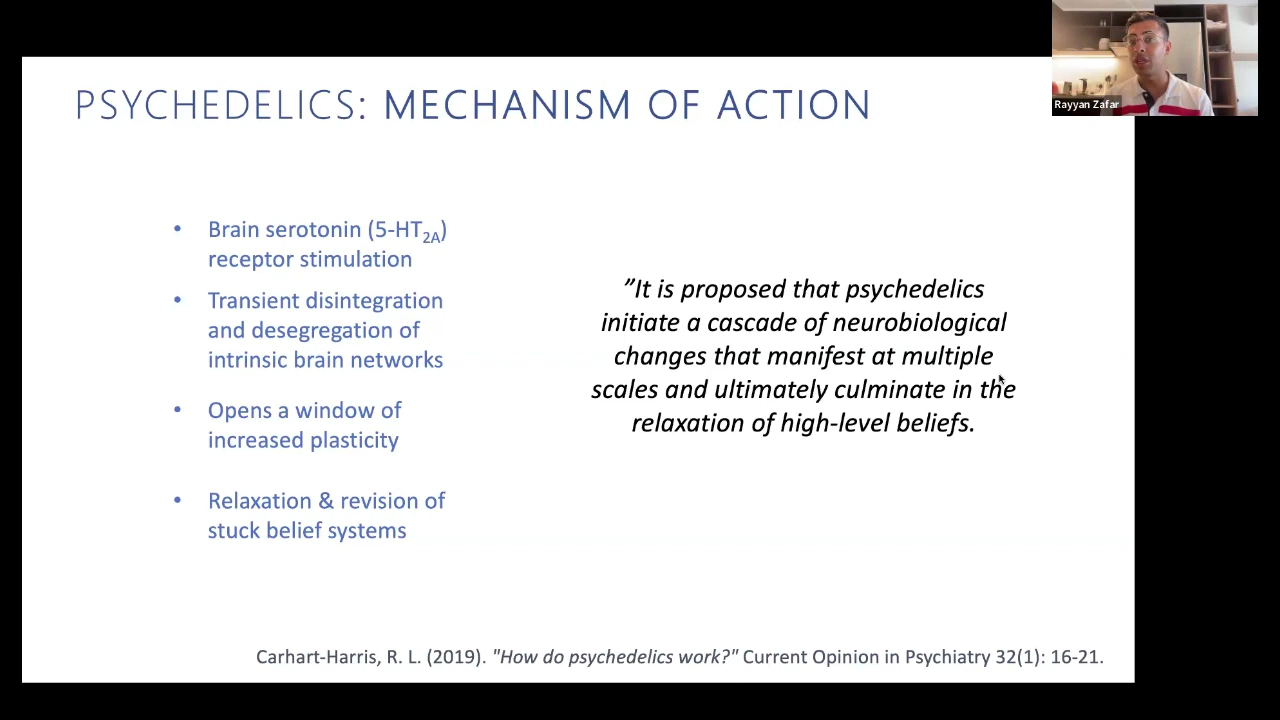 PSYCHEDELICS: MECHANISM OF ACTION
Rayyan Zafar
• Brain serotonin (5-HT2A)
receptor stimulation
• Transient disintegration
and desegregation of
intrinsic brain networks
• Opens a window of
increased plasticity
• Relaxation & revision of
stuck belief systems
”It is proposed that psychedelics
initiate a cascade of neurobiological
changes that manifest at multiple
scales and ultimately culminate in the
relaxation of high-level beliefs.
Carhart-Harris, R. L. (2019). "How do psychedelics work?" Current Opinion in Psychiatry 32(1): 16-21.